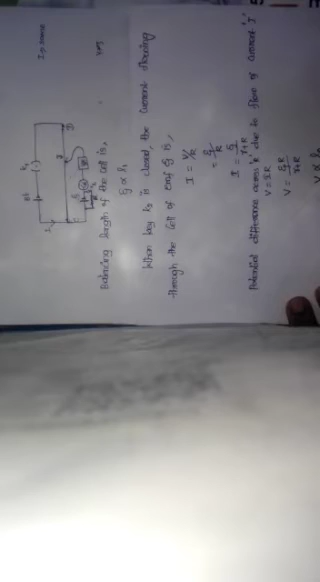 Balancing length of the cell is,
ξ ∝ l₁
When key K₂ is closed, the current flowing
through the cell of emf ξ is,
I = V/R
= ξ/R
I = ξ/r+R
Potential difference across 'R' due to flow of current 'I'
V = IR
V = ξ/r+R R
V ∝ l₂